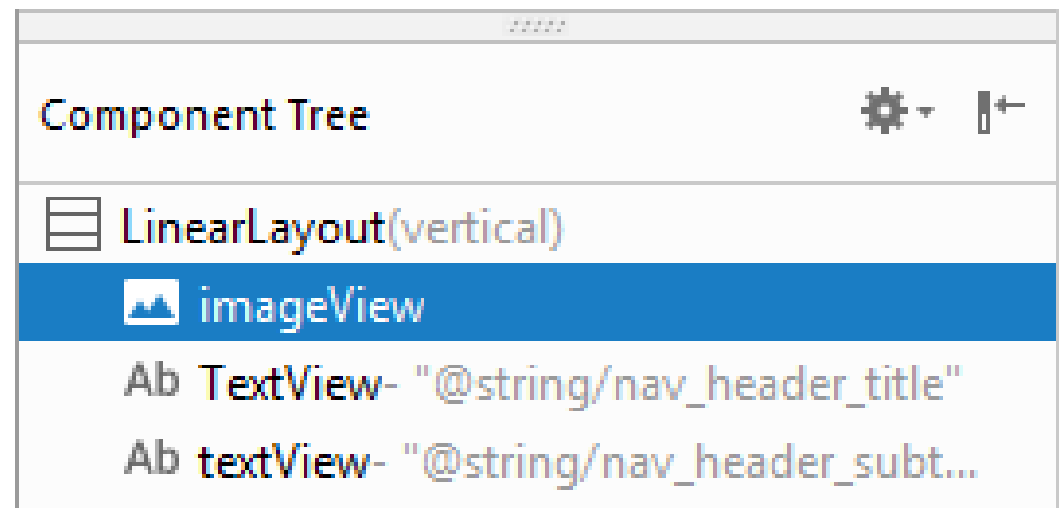 Component Tree
LinearLayout(vertical)
imageView
Ab TextView- "@string/nav_header_title"
Ab textView- "@string/nav_header_subt...